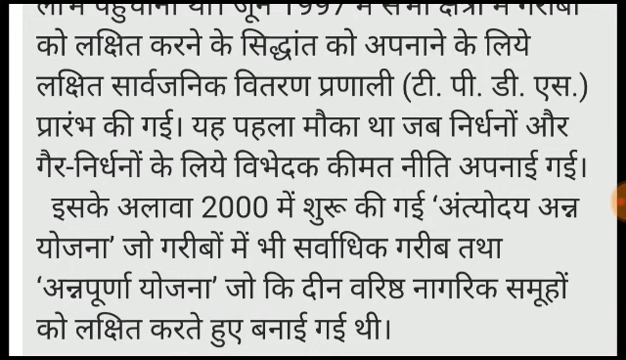 लाभ पहुँचाना था। जून 1997 में सभी क्षेत्रों में गरीबों
को लक्षित करने के सिद्धांत को अपनाने के लिये
लक्षित सार्वजनिक वितरण प्रणाली (टी. पी. डी. एस.)
प्रारंभ की गई। यह पहला मौका था जब निर्धनों और
गैर-निर्धनों के लिये विभेदक कीमत नीति अपनाई गई।
इसके अलावा 2000 में शुरू की गई ‘अंत्योदय अन्न
योजना’ जो गरीबों में भी सर्वाधिक गरीब तथा
‘अन्नपूर्णा योजना’ जो कि दीन वरिष्ठ नागरिक समूहों
को लक्षित करते हुए बनाई गई थी।